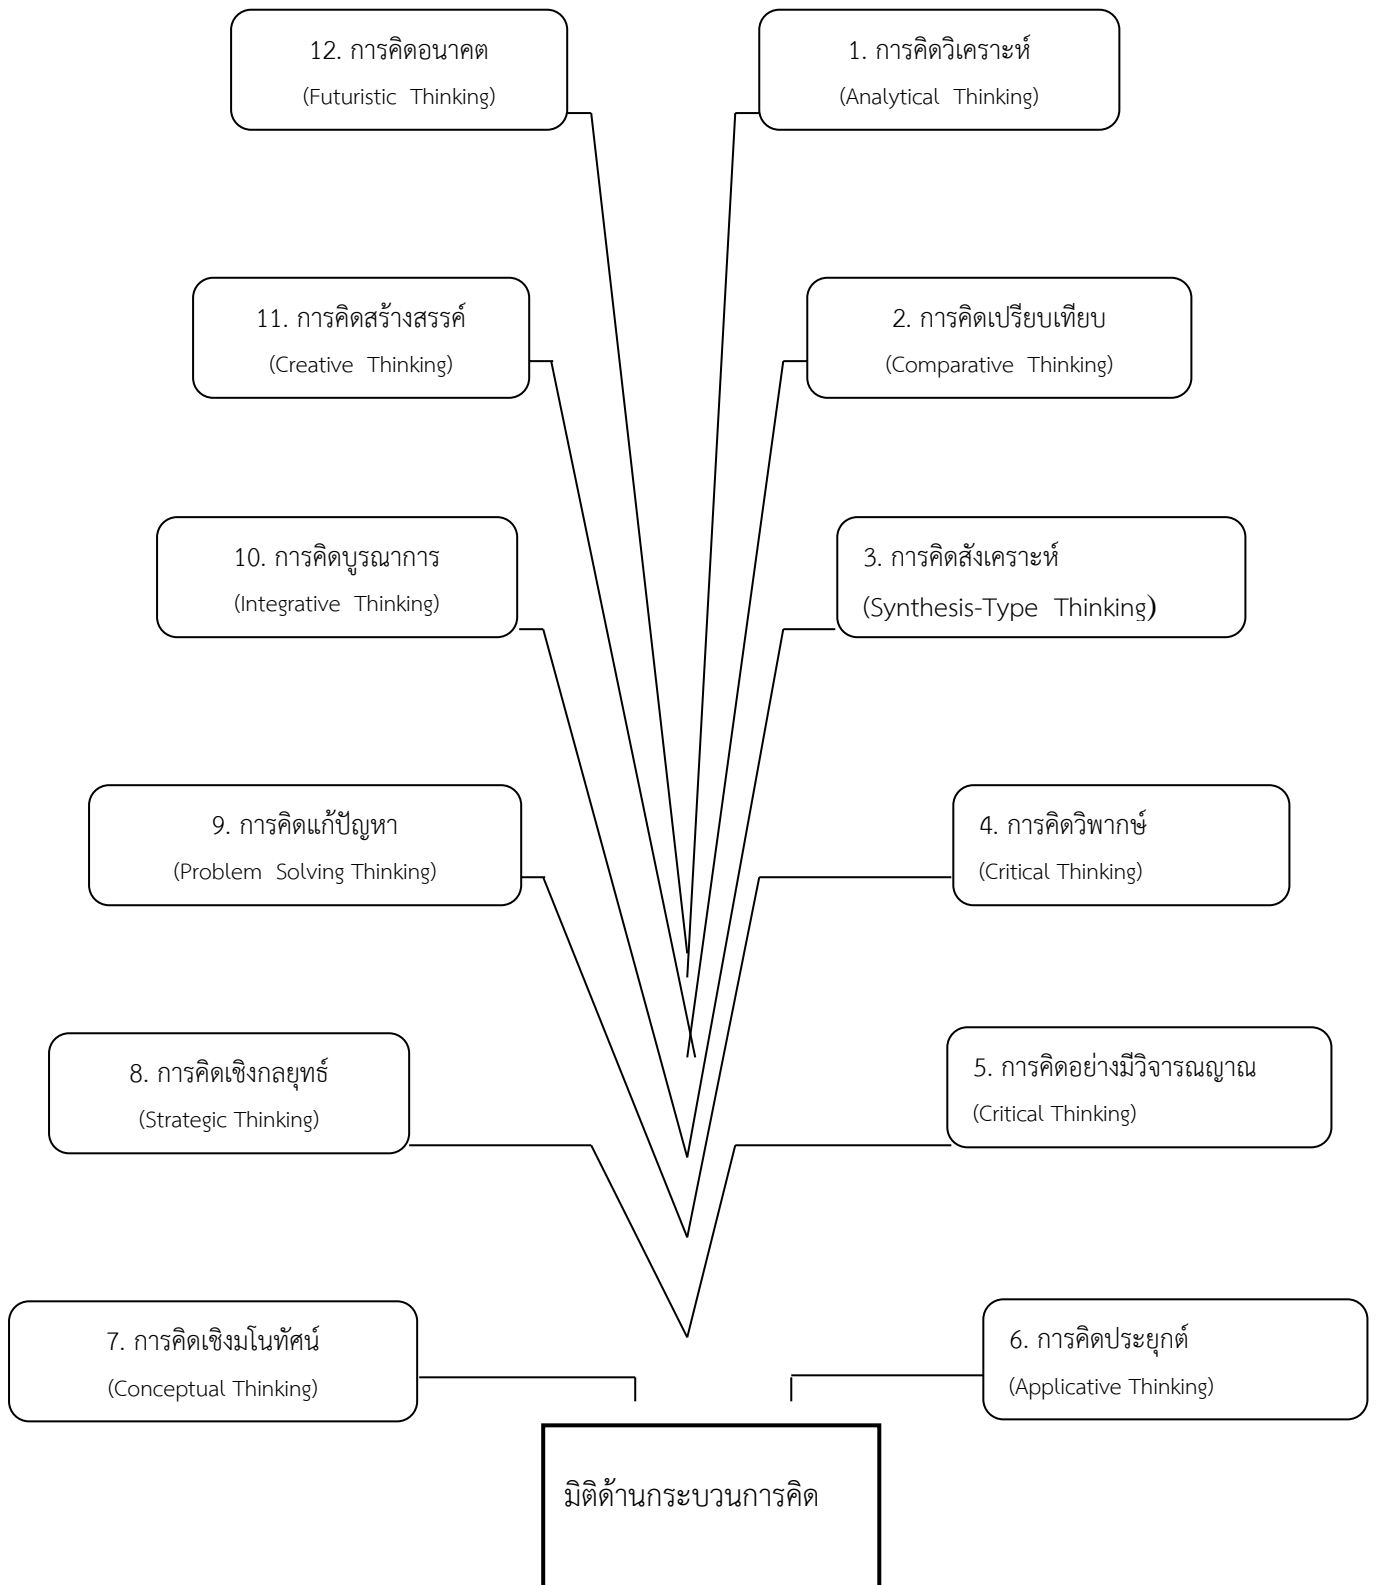 12. การคิดอนาคต
(Futuristic Thinking)
1. การคิดวิเคราะห์
(Analytical Thinking)
11. การคิดสร้างสรรค์
(Creative Thinking)
2. การคิดเปรียบเทียบ
(Comparative Thinking)
10. การคิดบูรณาการ
(Integrative Thinking)
3. การคิดสังเคราะห์
(Synthesis-Type Thinking)
9. การคิดแก้ปัญหา
(Problem Solving Thinking)
4. การคิดวิพากษ์
(Critical Thinking)
8. การคิดเชิงกลยุทธ์
(Strategic Thinking)
5. การคิดอย่างมีวิจารณญาณ
(Critical Thinking)
7. การคิดเชิงมโนทัศน์
(Conceptual Thinking)
6. การคิดประยุกต์
(Applicative Thinking)
มิติด้านกระบวนการคิด